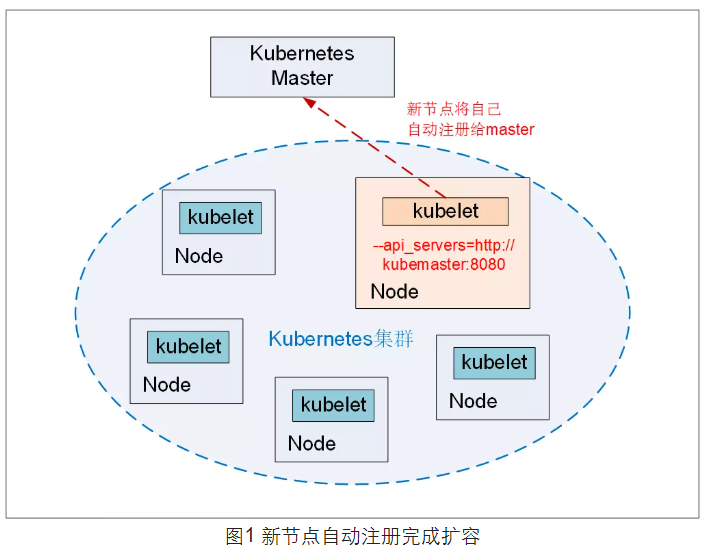 Kubernetes
Master
新节点将自己
自动注册给master
kubelet
Node
kubelet
--api_servers=http://
kubemaster:8080
Node
Kubernetes集群
kubelet
Node
kubelet
Node
kubelet
Node
图1 新节点自动注册完成扩容